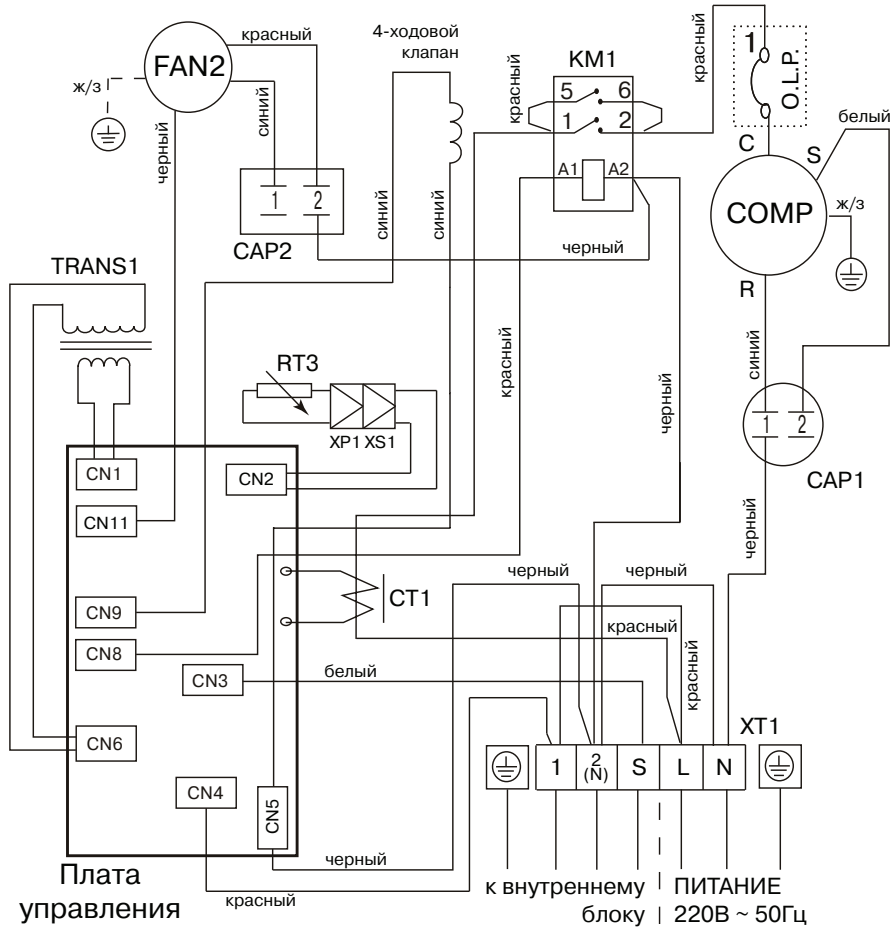 FAN2
ж/з
красный
синий
черный
1 2
CAP2
4-ходовой
клапан
синий
синий
KM1
красный
5 6
1 2
A1 A2
черный
красный
1
O.L.P.
C
S
белый
COMP
ж/з
R
синий
1 2
CAP1
черный
TRANS1
RT3
XP1 XS1
красный
черный
CN1
CN2
CN11
CN9
CN8
CN3
CN6
CN4
CN5
CT1
черный
черный
красный
красный
белый
XT1
1
2
(N)
S
L
N
черный
красный
Плата
управления
к внутреннему
блоку
ПИТАНИЕ
220В ~ 50Гц